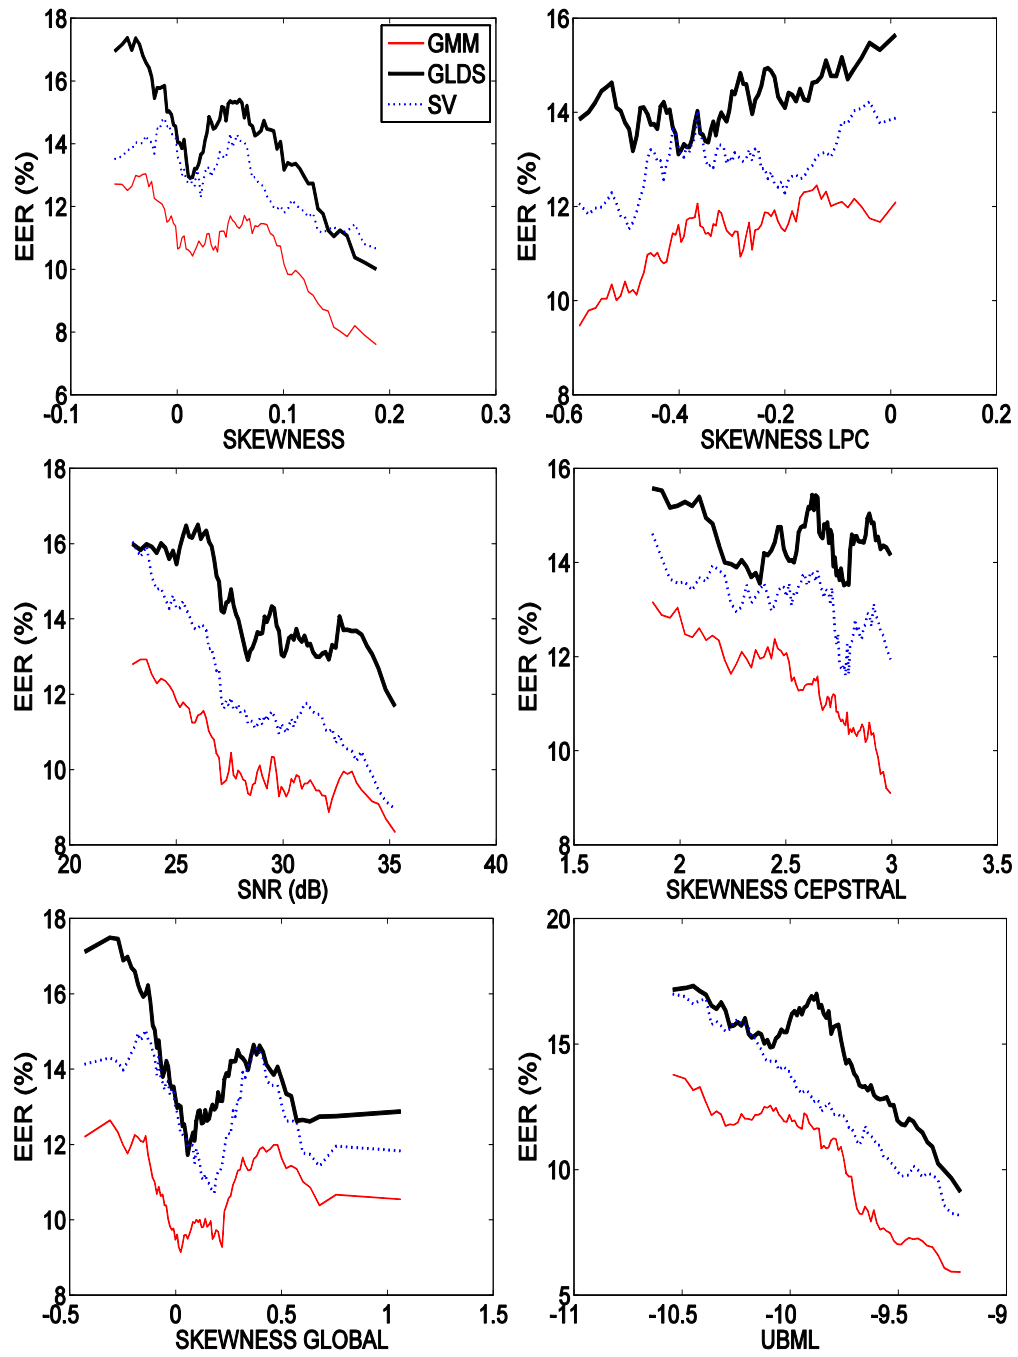 18
16
14
12
10
8
6
EER (%)
-0.1 0 0.1 0.2 0.3
SKEWNESS
GMM
GLDS
SV
16
14
12
10
8
EER (%)
-0.6 -0.4 -0.2 0 0.2
SKEWNESS LPC
18
16
14
12
10
8
EER (%)
20 25 30 35 40
SNR (dB)
16
14
12
10
8
EER (%)
1.5 2 2.5 3 3.5
SKEWNESS CEPSTRAL
18
16
14
12
10
8
EER (%)
-0.5 0 0.5 1 1.5
SKEWNESS GLOBAL
20
15
10
5
EER (%)
-11 -10.5 -10 -9.5 -9
UBML